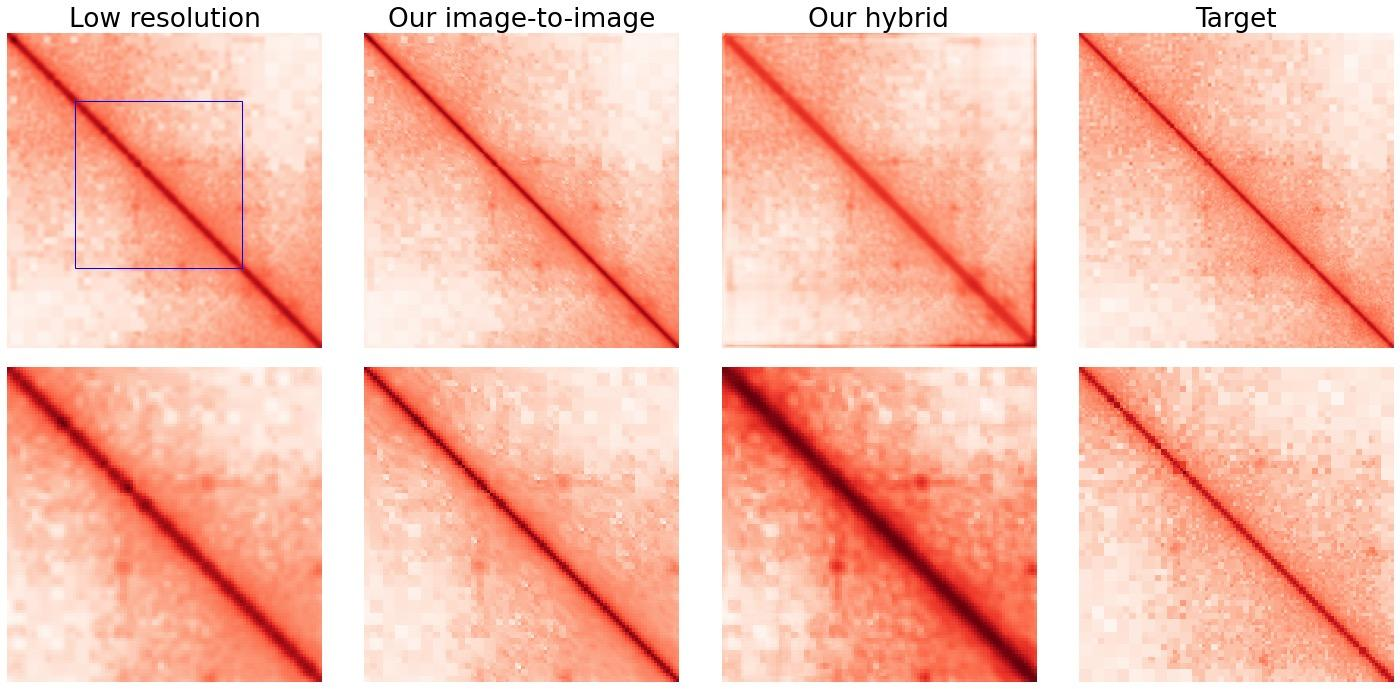 Low resolution
Our image-to-image
Our hybrid
Target